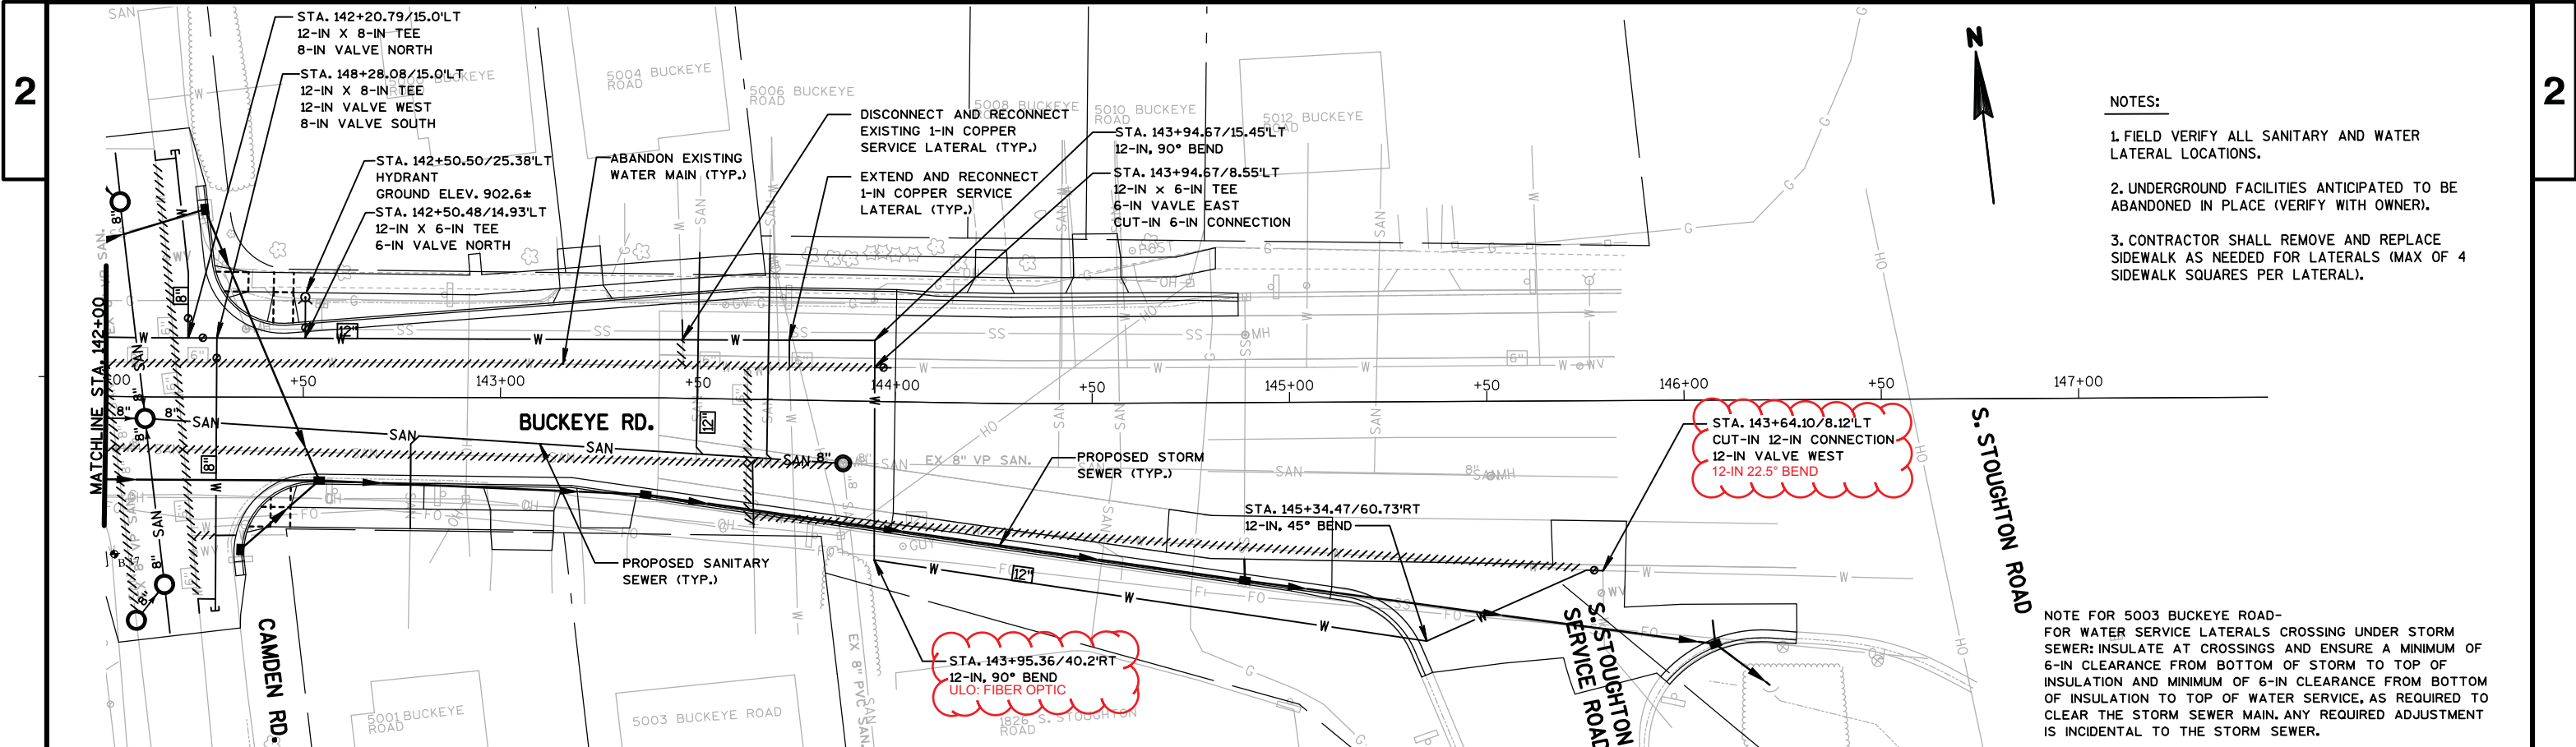 2
2
STA. 142+20.79/15.0'LT
12-IN X 8-IN TEE
8-IN VALVE NORTH
STA. 148+28.08/15.0'LT
12-IN X 8-IN TEE
12-IN VALVE WEST
8-IN VALVE SOUTH
STA. 142+50.50/25.38'LT
HYDRANT
GROUND ELEV. 902.6±
STA. 142+50.48/14.93'LT
12-IN X 6-IN TEE
6-IN VALVE NORTH
ABANDON EXISTING
WATER MAIN (TYP.)
DISCONNECT AND RECONNECT
EXISTING 1-IN COPPER
SERVICE LATERAL (TYP.)
EXTEND AND RECONNECT
1-IN COPPER SERVICE
LATERAL (TYP.)
STA. 143+94.67/15.45'LT
12-IN, 90° BEND
STA. 143+94.67/8.55'LT
12-IN x 6-IN TEE
6-IN VAVLE EAST
CUT-IN 6-IN CONNECTION
5000 BUCKEYE
ROAD
5004 BUCKEYE
ROAD
5006 BUCKEYE
ROAD
5008 BUCKEYE
ROAD
5010 BUCKEYE
ROAD
5012 BUCKEYE
ROAD
N
NOTES:
1. FIELD VERIFY ALL SANITARY AND WATER
LATERAL LOCATIONS.
2. UNDERGROUND FACILITIES ANTICIPATED TO BE
ABANDONED IN PLACE (VERIFY WITH OWNER).
3. CONTRACTOR SHALL REMOVE AND REPLACE
SIDEWALK AS NEEDED FOR LATERALS (MAX OF 4
SIDEWALK SQUARES PER LATERAL).
MATCHLINE STA. 142+00
+50
143+00
+50
144+00
+50
145+00
+50
146+00
+50
147+00
BUCKEYE RD.
EX 8" VP SAN.
PROPOSED STORM
SEWER (TYP.)
PROPOSED SANITARY
SEWER (TYP.)
STA. 145+34.47/60.73'RT
12-IN, 45° BEND
STA. 143+64.10/8.12'LT
CUT-IN 12-IN CONNECTION
12-IN VALVE WEST
12-IN 22.5° BEND
STA. 143+95.36/40.2'RT
12-IN, 90° BEND
ULO: FIBER OPTIC
CAMDEN RD.
5001 BUCKEYE
ROAD
5003 BUCKEYE ROAD
EX 8" PVC SAN.
1826 S. STOUGHTON
ROAD
S. STOUGHTON
SERVICE ROAD
S. STOUGHTON ROAD
NOTE FOR 5003 BUCKEYE ROAD-
FOR WATER SERVICE LATERALS CROSSING UNDER STORM
SEWER: INSULATE AT CROSSINGS AND ENSURE A MINIMUM OF
6-IN CLEARANCE FROM BOTTOM OF STORM TO TOP OF
INSULATION AND MINIMUM OF 6-IN CLEARANCE FROM BOTTOM
OF INSULATION TO TOP OF WATER SERVICE, AS REQUIRED TO
CLEAR THE STORM SEWER MAIN. ANY REQUIRED ADJUSTMENT
IS INCIDENTAL TO THE STORM SEWER.